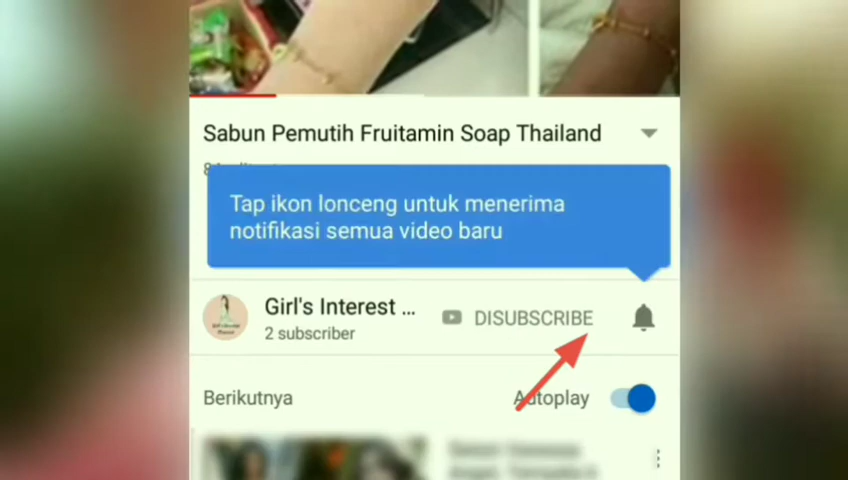 Sabun Pemutih Fruitamin Soap Thailand
Tap ikon lonceng untuk menerima
notifikasi semua video baru
Girl's Interest ...
DISUBSCRIBE
2 subscriber
Berikutnya
Autoplay